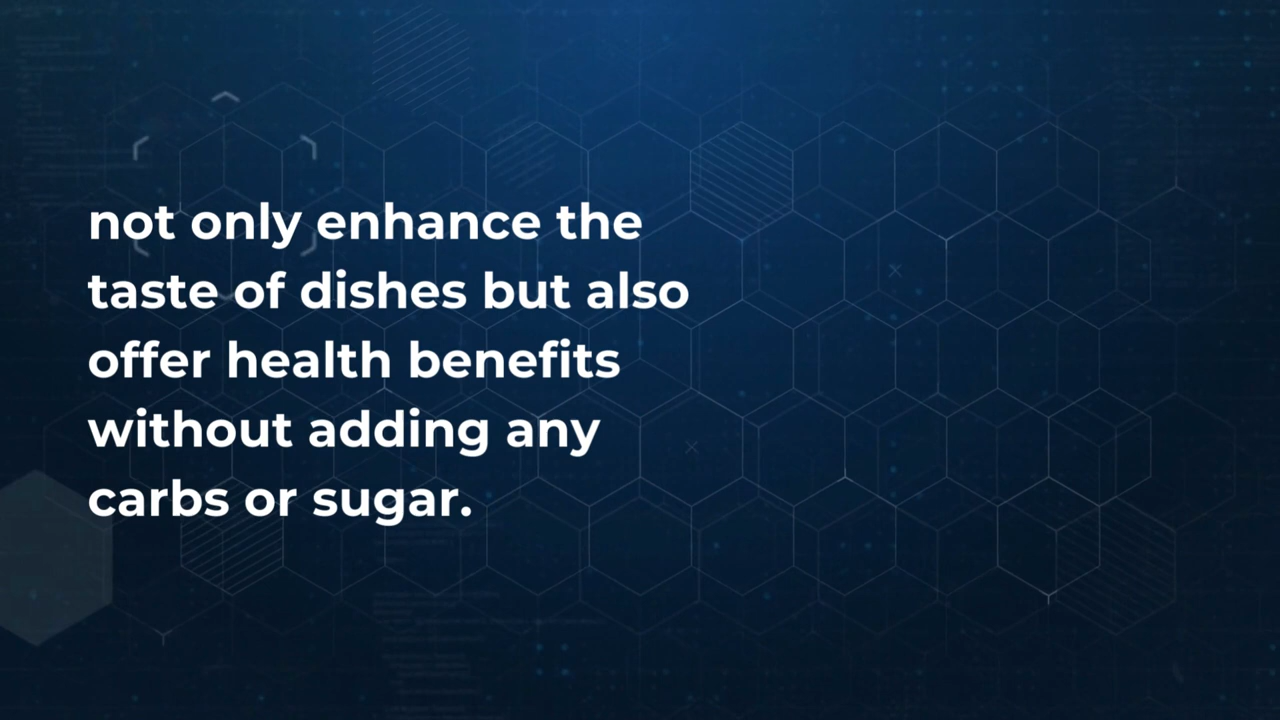 not only enhance the
taste of dishes but also
offer health benefits
without adding any
carbs or sugar.